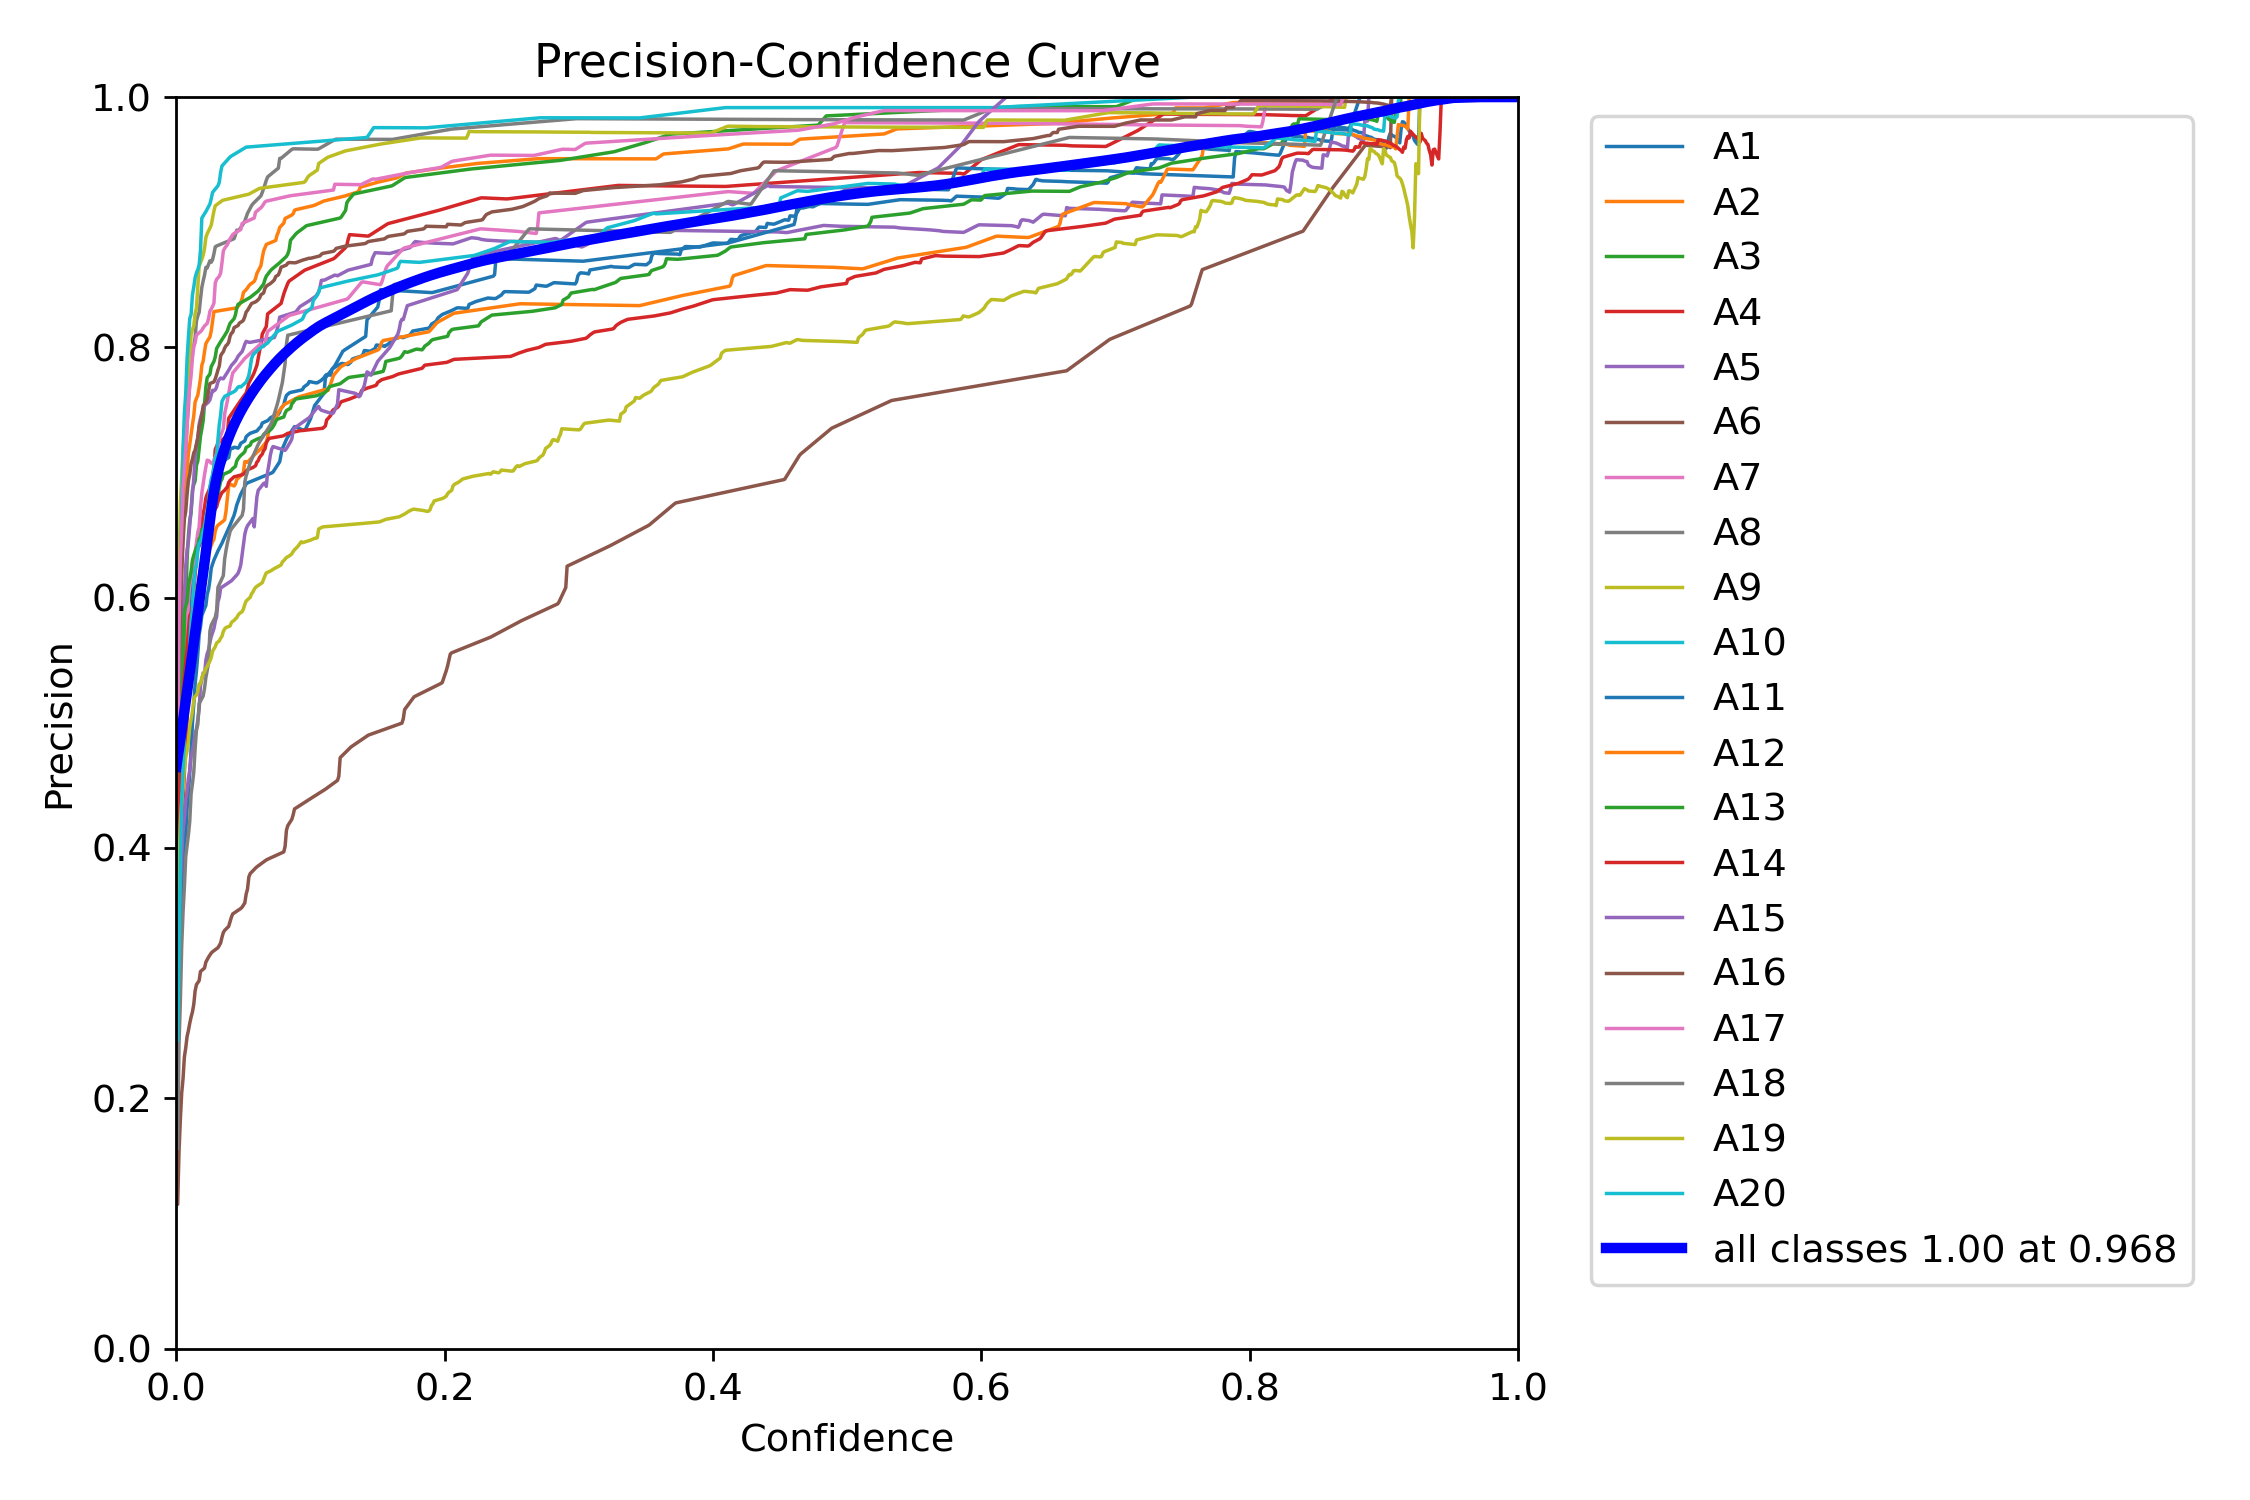 Precision-Confidence Curve
1.0
0.8
0.6
0.4
0.2
0.0
Precision
0.0 0.2 0.4 0.6 0.8 1.0
Confidence
A1
A2
A3
A4
A5
A6
A7
A8
A9
A10
A11
A12
A13
A14
A15
A16
A17
A18
A19
A20
all classes 1.00 at 0.968